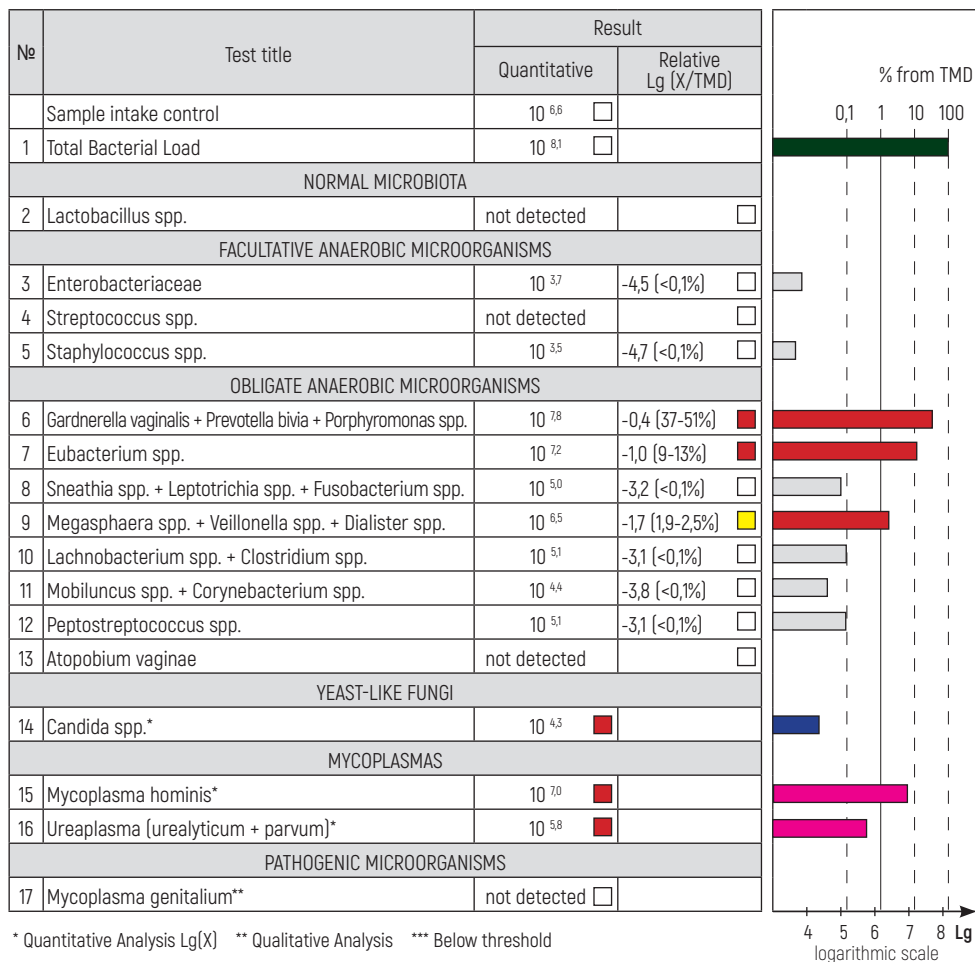 № Test title Result
Quantitative Relative Lg (X/TMD)
% from TMD
0,1 1 10 100
Sample intake control 10 6,6
1 Total Bacterial Load 10 8,1
NORMAL MICROBIOTA
2 Lactobacillus spp. not detected
FACULTATIVE ANAEROBIC MICROORGANISMS
3 Enterobacteriaceae 10 3,7 -4,5 (<0,1%)
4 Streptococcus spp. not detected
5 Staphylococcus spp. 10 3,5 -4,7 (<0,1%)
OBLIGATE ANAEROBIC MICROORGANISMS
6 Gardnerella vaginalis + Prevotella bivia + Porphyromonas spp. 10 7,8 -0,4 (37-51%)
7 Eubacterium spp. 10 7,2 -1,0 (9-13%)
8 Sneathia spp. + Leptotrichia spp. + Fusobacterium spp. 10 5,0 -3,2 (<0,1%)
9 Megasphaera spp. + Veillonella spp. + Dialister spp. 10 6,5 -1,7 (1,9-2,5%)
10 Lachnobacterium spp. + Clostridium spp. 10 5,1 -3,1 (<0,1%)
11 Mobiluncus spp. + Corynebacterium spp. 10 4,4 -3,8 (<0,1%)
12 Peptostreptococcus spp. 10 5,1 -3,1 (<0,1%)
13 Atopobium vaginae not detected
YEAST-LIKE FUNGI
14 Candida spp.* 10 4,3
MYCOPLASMAS
15 Mycoplasma hominis* 10 7,0
16 Ureaplasma (urealyticum + parvum)* 10 5,8
PATHOGENIC MICROORGANISMS
17 Mycoplasma genitalium** not detected
4 5 6 7 8 Lg
logarithmic scale
* Quantitative Analysis Lg(X) ** Qualitative Analysis *** Below threshold